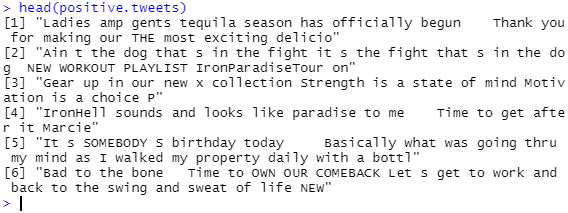 > head(positive.tweets)
[1] "Ladies amp gents tequila season has officially begun    Thank you
 for making our THE most exciting delicio"
[2] "Ain t the dog that s in the fight it s the fight that s in the do
g  NEW WORKOUT PLAYLIST IronParadiseTour on"
[3] "Gear up in our new x collection Strength is a state of mind Motiv
ation is a choice P"
[4] "IronHell sounds and looks like paradise to me    Time to get afte
r it Marcie"
[5] "It s SOMEBODY S birthday today     Basically what was going thru
 my mind as I walked my property daily with a bottl"
[6] "Bad to the bone   Time to OWN OUR COMEBACK Let s get to work and
 back to the swing and sweat of life NEW"
>